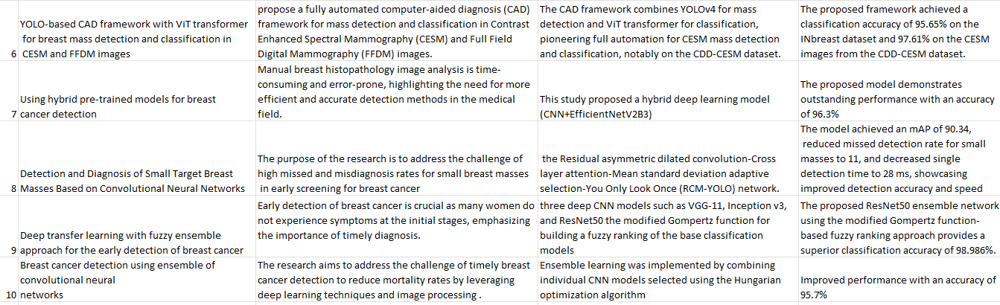 6
YOLO-based CAD framework with ViT transformer
for breast mass detection and classification in
CESM and FFDM images
propose a fully automated computer-aided diagnosis (CAD)
framework for mass detection and classification in Contrast
Enhanced Spectral Mammography (CESM) and Full Field
Digital Mammography (FFDM) images.
The CAD framework combines YOLOv4 for mass
detection and ViT transformer for classification,
pioneering full automation for CESM mass detection
and classification, notably on the CDD-CESM dataset.
The proposed framework achieved a
classification accuracy of 95.65% on the
INbreast dataset and 97.61% on the CESM
images from the CDD-CESM dataset.
7
Using hybrid pre-trained models for breast
cancer detection
Manual breast histopathology image analysis is time-
consuming and error-prone, highlighting the need for more
efficient and accurate detection methods in the medical
field.
This study proposed a hybrid deep learning model
(CNN+EfficientNetV2B3)
The proposed model demonstrates
outstanding performance with an accuracy
of 96.3%
8
Detection and Diagnosis of Small Target Breast
Masses Based on Convolutional Neural Networks
The purpose of the research is to address the challenge of
high missed and misdiagnosis rates for small breast masses
in early screening for breast cancer
the Residual asymmetric dilated convolution-Cross
layer attention-Mean standard deviation adaptive
selection-You Only Look Once (RCM-YOLO) network.
The model achieved an mAP of 90.34,
reduced missed detection rate for small
masses to 11, and decreased single
detection time to 28 ms, showcasing
improved detection accuracy and speed
9
Deep transfer learning with fuzzy ensemble
approach for the early detection of breast cancer
Early detection of breast cancer is crucial as many women do
not experience symptoms at the initial stages, emphasizing
the importance of timely diagnosis.
three deep CNN models such as VGG-11, Inception v3,
and ResNet50 the modified Gompertz function for
building a fuzzy ranking of the base classification
models
The proposed ResNet50 ensemble network
using the modified Gompertz function-
based fuzzy ranking approach provides a
superior classification accuracy of 98.986%.
10
Breast cancer detection using ensemble of
convolutional neural
networks
The research aims to address the challenge of timely breast
cancer detection to reduce mortality rates by leveraging
deep learning techniques and image processing .
Ensemble learning was implemented by combining
individual CNN models selected using the Hungarian
optimization algorithm
Improved performance with an accuracy of
95.7%